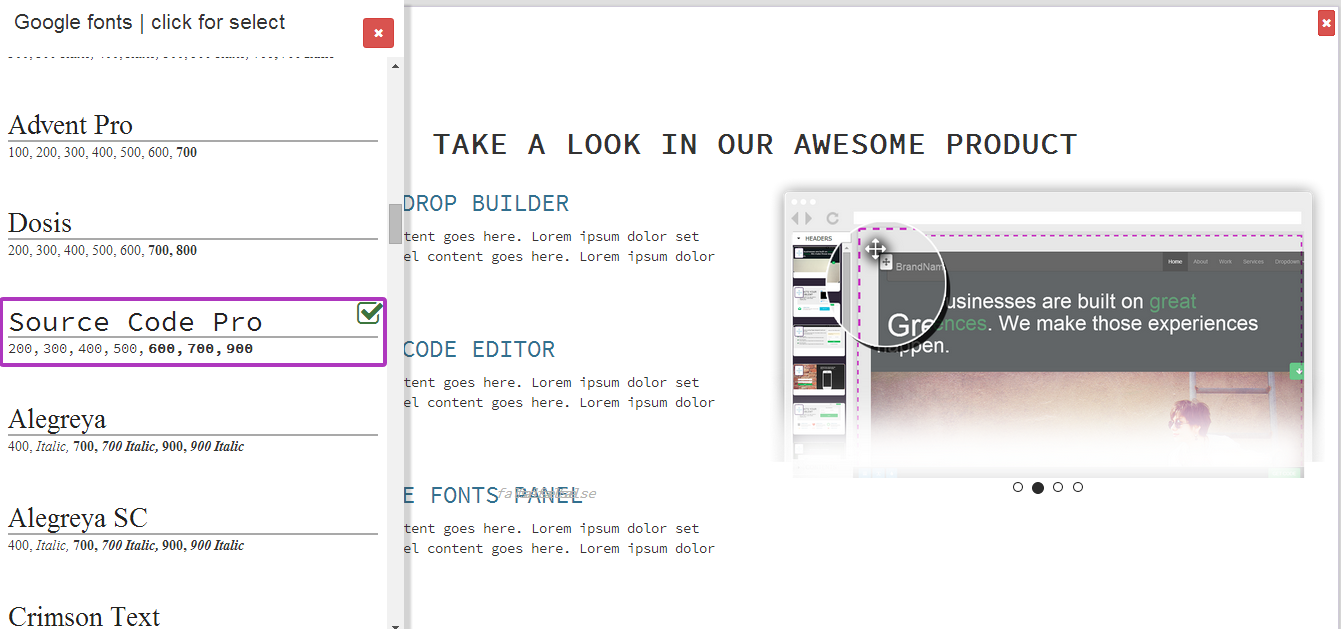 Google fonts | click for select
Advent Pro
100, 200, 300, 400, 500, 600, 700
Dosis
200, 300, 400, 500, 600, 700, 800
Source Code Pro
200, 300, 400, 500, 600, 700, 900
Alegreya
400, Italic, 700, 700 Italic, 900, 900 Italic
Alegreya SC
400, Italic, 700, 700 Italic, 900, 900 Italic
Crimson Text
TAKE A LOOK IN OUR AWESOME PRODUCT
DROP BUILDER
tent goes here. Lorem ipsum dolor set
el content goes here. Lorem ipsum dolor
CODE EDITOR
tent goes here. Lorem ipsum dolor set
el content goes here. Lorem ipsum dolor
E FONTS PANEL
tent goes here. Lorem ipsum dolor set
el content goes here. Lorem ipsum dolor
HEADERS
BrandNam
Home About Work Services Dropdown
usinesses are built on great
Gre ences. We make those experiences
ppen.